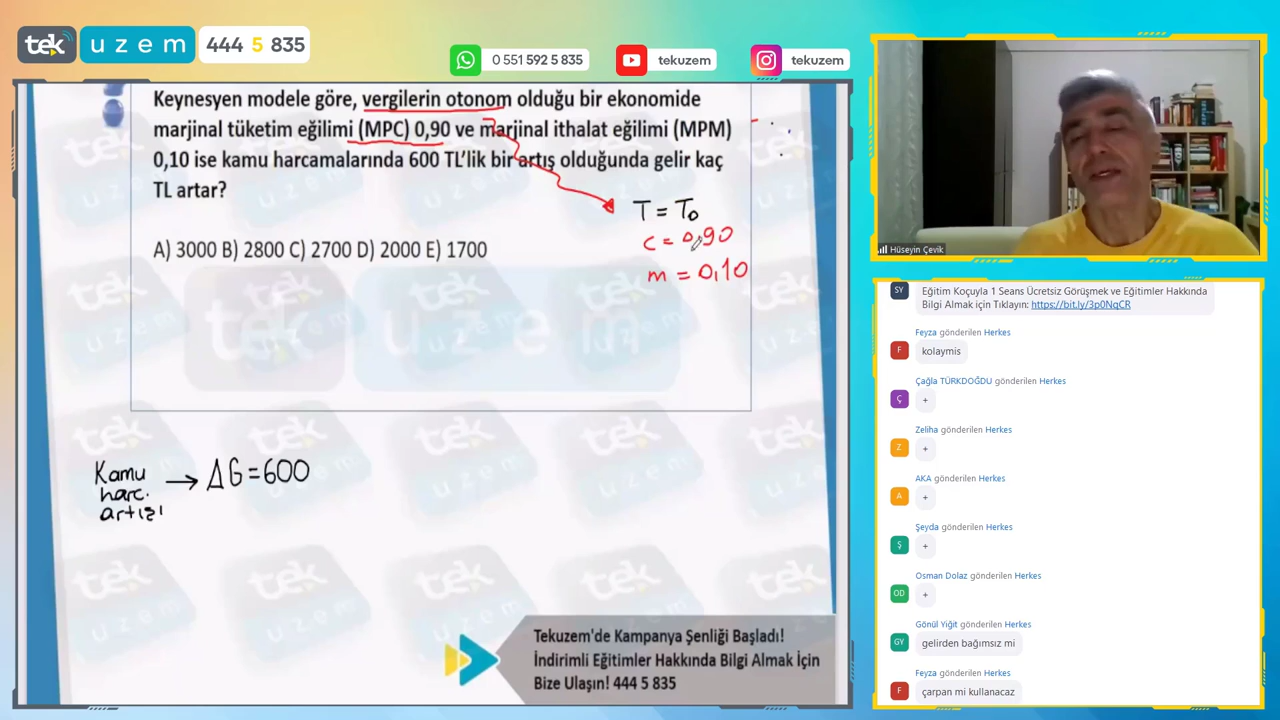 tek uzem 444 5 835
0 551 592 5 835
tekuzem
tekuzem
Keynesyen modele göre, vergilerin otonom olduğu bir ekonomide
marjinal tüketim eğilimi (MPC) 0,90 ve marjinal ithalat eğilimi (MPM)
0,10 ise kamu harcamalarında 600 TL'lik bir artış olduğunda gelir kaç
TL artar?
T = T₀
c = 0,90
m = 0,10
A) 3000 B) 2800 C) 2700 D) 2000 E) 1700
Kamu
harc.
artışı
→ ΔG = 600
Tekuzem'de Kampanya Şenliği Başladı!
İndirimli Eğitimler Hakkında Bilgi Almak İçin
Bize Ulaşın! 444 5 835
Hüseyin Çevik
SY
Eğitim Koçuyla 1 Seans Ücretsiz Görüşmek ve Eğitimler Hakkında
Bilgi Almak için Tıklayın: https://bit.ly/3p0NqCR
Feyza gönderilen Herkes
F
kolaymis
Çağla TÜRKDOĞDU gönderilen Herkes
Ç
+
Zeliha gönderilen Herkes
Z
+
AKA gönderilen Herkes
A
+
Şeyda gönderilen Herkes
Ş
+
Osman Dolaz gönderilen Herkes
OD
+
Gönül Yiğit gönderilen Herkes
GY
gelirden bağımsız mi
Feyza gönderilen Herkes
F
çarpan mi kullanacaz